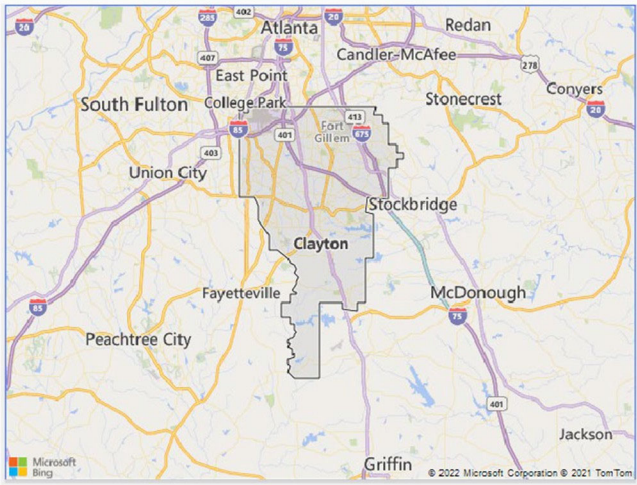 20
285
402
Atlanta
20
Redan
75
407
Candler-McAfee
278
East Point
Conyers
South Fulton
College Park
Stonecrest
20
85
401
Fort
Gillem
413
675
403
Union City
Stockbridge
Clayton
Fayetteville
McDonough
85
75
Peachtree City
401
Jackson
Microsoft
Bing
Griffin
© 2022 Microsoft Corporation © 2021 TomTom